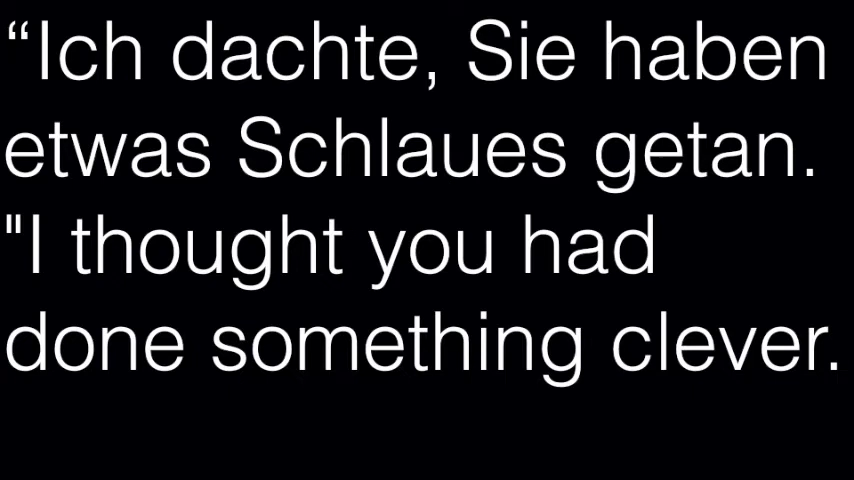 “Ich dachte, Sie haben
etwas Schlaues getan.
"I thought you had
done something clever.